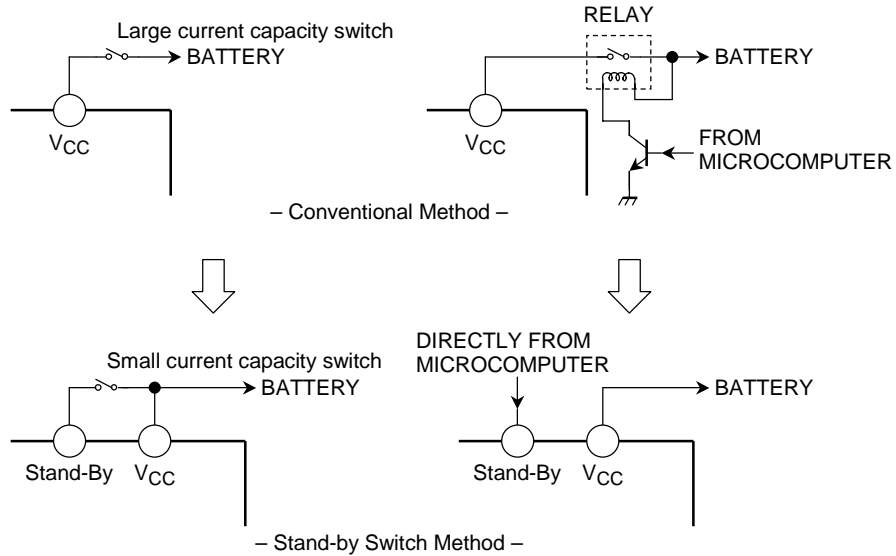 Large current capacity switch
BATTERY
VCC
RELAY
BATTERY
VCC
FROM
MICROCOMPUTER
– Conventional Method –
Small current capacity switch
BATTERY
Stand-By
VCC
DIRECTLY FROM
MICROCOMPUTER
BATTERY
Stand-By
VCC
– Stand-by Switch Method –